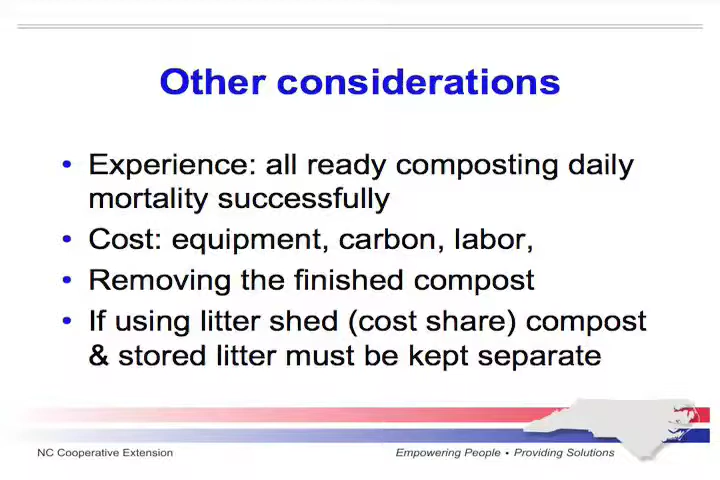 Other considerations
• Experience: all ready composting daily
mortality successfully
• Cost: equipment, carbon, labor,
• Removing the finished compost
• If using litter shed (cost share) compost
& stored litter must be kept separate
NC Cooperative Extension
Empowering People • Providing Solutions